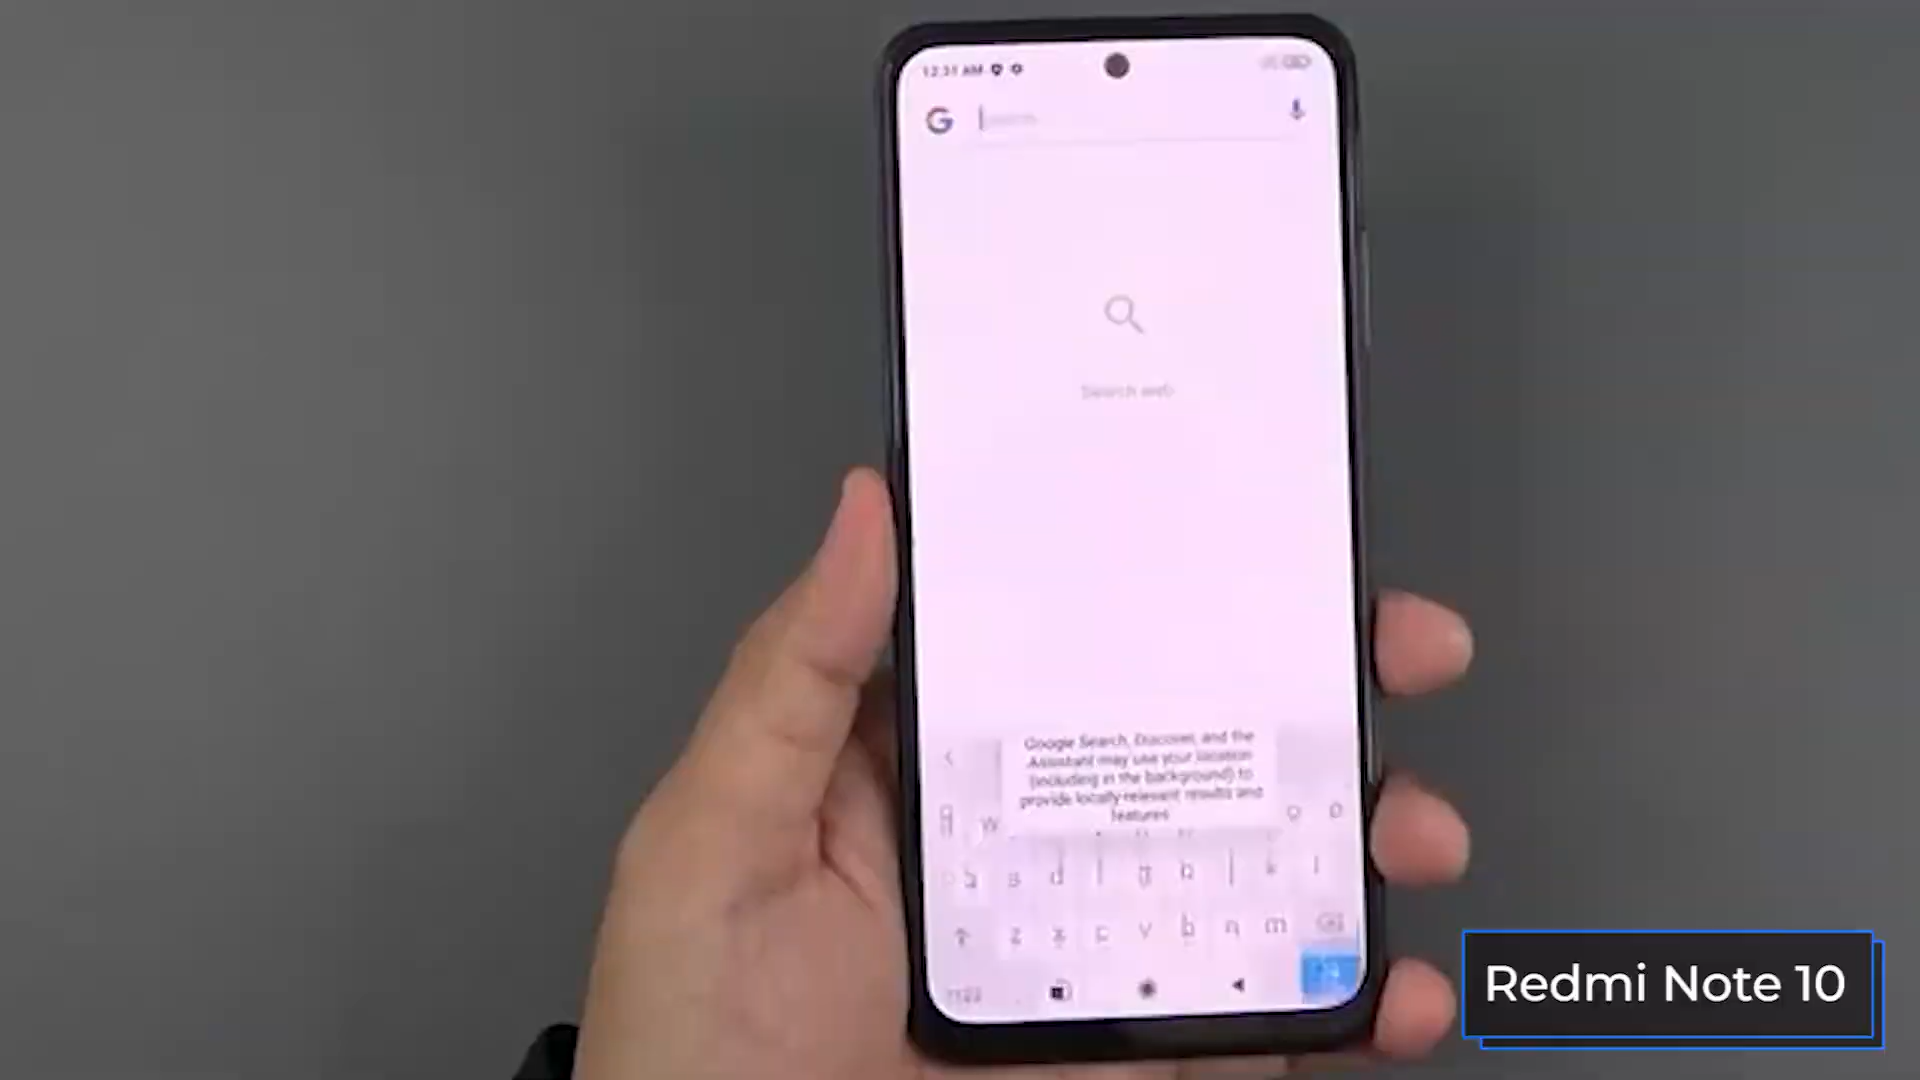 12:31 AM
G
Search
Search web
Google Search, Discover, and the
Assistant may use your location
(including in the background) to
provide locally-relevant results and
features
q w o p
a s d f g h j k l
z x c v b n m
Redmi Note 10